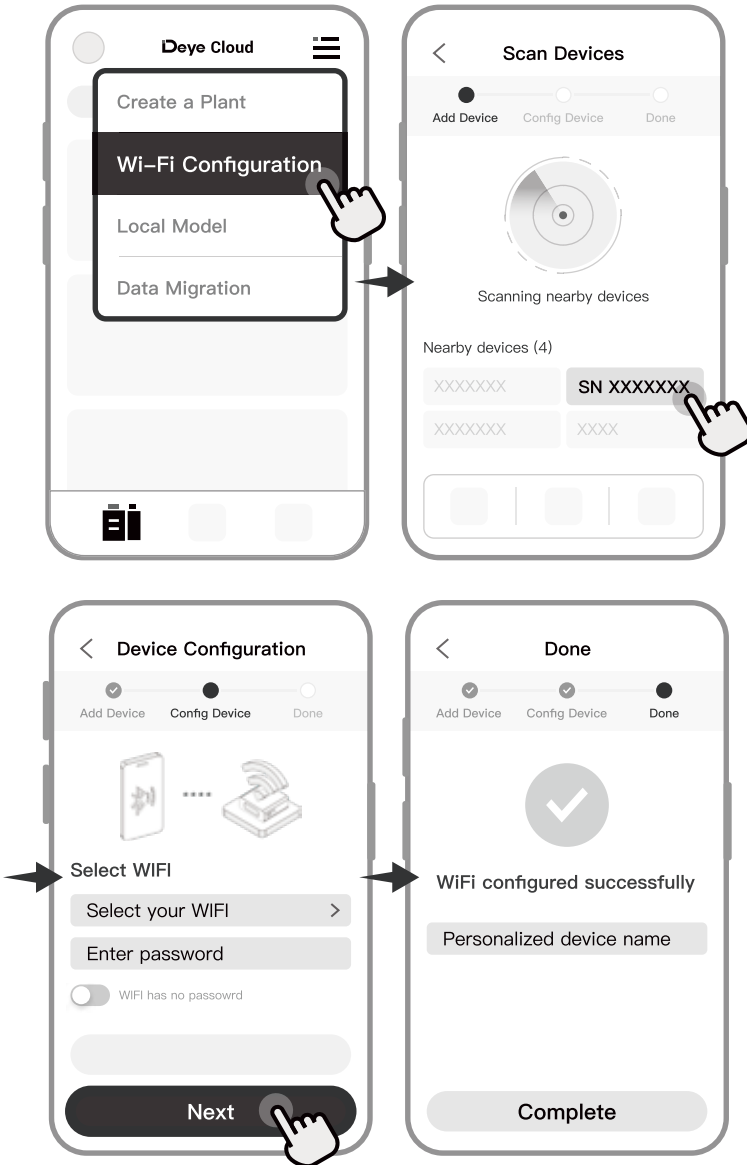 Deye Cloud
Create a Plant
Wi-Fi Configuration
Local Model
Data Migration
Scan Devices
Add Device Config Device Done
Scanning nearby devices
Nearby devices (4)
XXXXXXX SN XXXXXXX
XXXXXXX XXXX
Device Configuration
Add Device Config Device Done
Select WIFI
Select your WIFI >
Enter password
WIFI has no passowrd
Next
Done
Add Device Config Device Done
WiFi configured successfully
Personalized device name
Complete